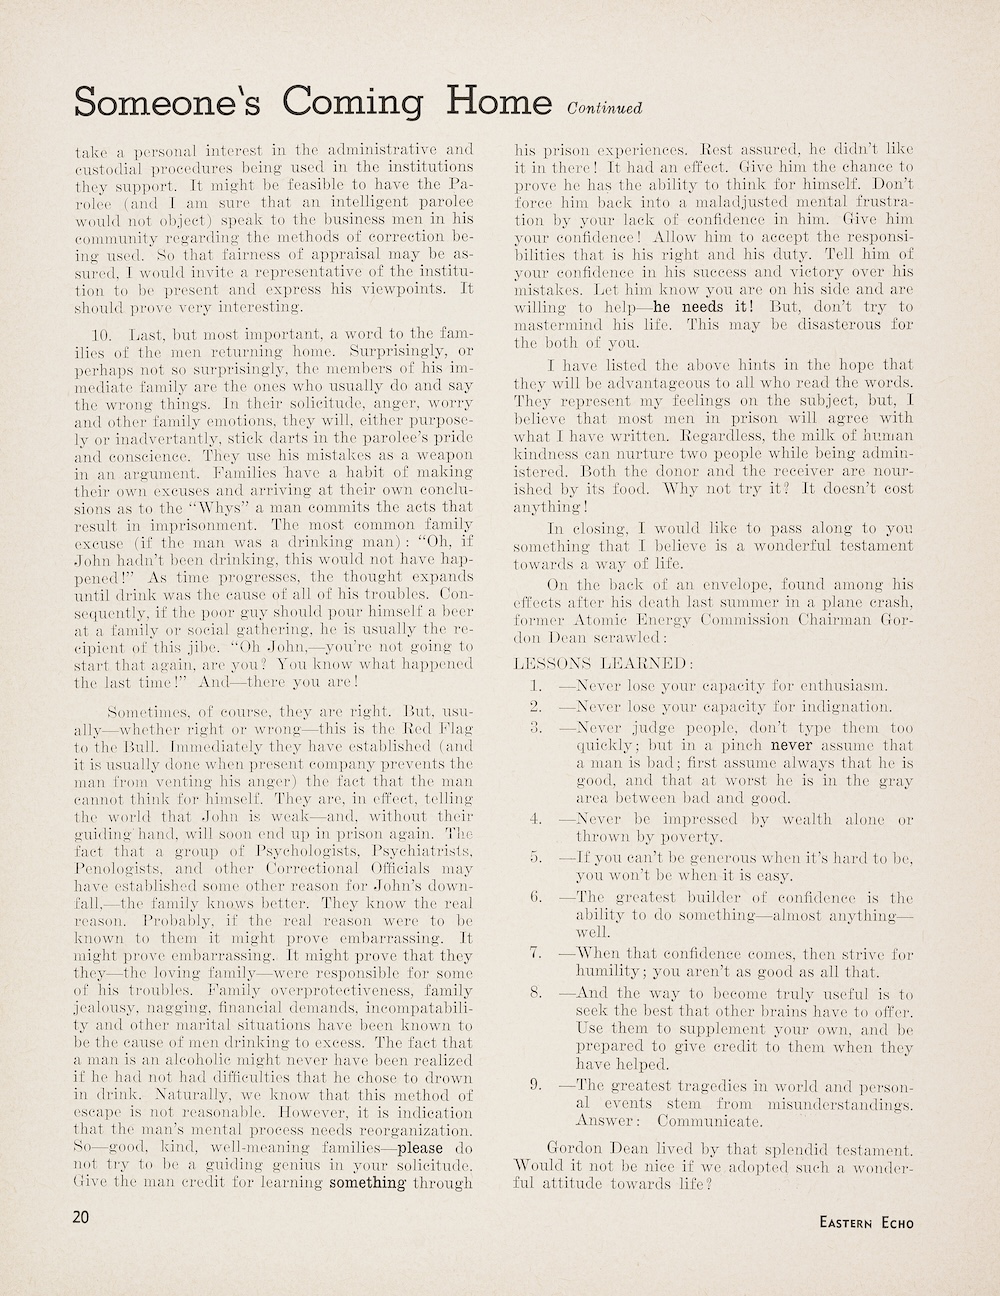 Someone's Coming Home Continued
take a personal interest in the administrative and
custodial procedures being used in the institutions
they support. It might be feasible to have the Pa-
rolee (and I am sure that an intelligent parolee
would not object) speak to the business men in his
community regarding the methods of correction be-
ing used. So that fairness of appraisal may be as-
sured, I would invite a representative of the institu-
tion to be present and express his viewpoints. It
should prove very interesting.
10. Last, but most important, a word to the fam-
ilies of the men returning home. Surprisingly, or
perhaps not so surprisingly, the members of his im-
mediate family are the ones who usually do and say
the wrong things. In their solicitude, anger, worry
and other family emotions, they will, either purpose-
ly or inadvertantly, stick darts in the parolee's pride
and conscience. They use his mistakes as a weapon
in an argument. Families have a habit of making
their own excuses and arriving at their own conclu-
sions as to the "Whys" a man commits the acts that
result in imprisonment. The most common family
excuse (if the man was a drinking man) : "Oh, if
John hadn't been drinking, this would not have hap-
pened!" As time progresses, the thought expands
until drink was the cause of all of his troubles. Con-
sequently, if the poor guy should pour himself a beer
at a family or social gathering, he is usually the re-
cipient of this jibe. "Oh John,—you're not going to
start that again, are you? You know what happened
the last time!" And—there you are!
Sometimes, of course, they are right. But, usu-
ally—whether right or wrong—this is the Red Flag
to the Bull. Immediately they have established (and
it is usually done when present company prevents the
man from venting his anger) the fact that the man
cannot think for himself. They are, in effect, telling
the world that John is weak—and, without their
guiding hand, will soon end up in prison again. The
fact that a group of Psychologists, Psychiatrists,
Penologists, and other Correctional Officials may
have established some other reason for John's down-
fall,—the family knows better. They know the real
reason. Probably, if the real reason were to be
known to them it might prove embarrassing. It
might prove embarrassing. It might prove that they
they—the loving family—were responsible for some
of his troubles. Family overprotectiveness, family
jealousy, nagging, financial demands, incompatabili-
ty and other marital situations have been known to
be the cause of men drinking to excess. The fact that
a man is an alcoholic might never have been realized
if he had not had difficulties that he chose to drown
in drink. Naturally, we know that this method of
escape is not reasonable. However, it is indication
that the man's mental process needs reorganization.
So—good, kind, well-meaning families—please do
not try to be a guiding genius in your solicitude.
Give the man credit for learning something through
his prison experiences. Rest assured, he didn't like
it in there! It had an effect. Give him the chance to
prove he has the ability to think for himself. Don't
force him back into a maladjusted mental frustra-
tion by your lack of confidence in him. Give him
your confidence! Allow him to accept the responsi-
bilities that is his right and his duty. Tell him of
your confidence in his success and victory over his
mistakes. Let him know you are on his side and are
willing to help—he needs it! But, don't try to
mastermind his life. This may be disasterous for
the both of you.
I have listed the above hints in the hope that
they will be advantageous to all who read the words.
They represent my feelings on the subject, but, I
believe that most men in prison will agree with
what I have written. Regardless, the milk of human
kindness can nurture two people while being admin-
istered. Both the donor and the receiver are nour-
ished by its food. Why not try it? It doesn't cost
anything!
In closing, I would like to pass along to you
something that I believe is a wonderful testament
towards a way of life.
On the back of an envelope, found among his
effects after his death last summer in a plane crash,
former Atomic Energy Commission Chairman Gor-
don Dean scrawled:
LESSONS LEARNED:
1. —Never lose your capacity for enthusiasm.
2. —Never lose your capacity for indignation.
3. —Never judge people, don't type them too
quickly; but in a pinch never assume that
a man is bad; first assume always that he is
good, and that at worst he is in the gray
area between bad and good.
4. —Never be impressed by wealth alone or
thrown by poverty.
5. —If you can't be generous when it's hard to be,
you won't be when it is easy.
6. —The greatest builder of confidence is the
ability to do something—almost anything—
well.
7. —When that confidence comes, then strive for
humility; you aren't as good as all that.
8. —And the way to become truly useful is to
seek the best that other brains have to offer.
Use them to supplement your own, and be
prepared to give credit to them when they
have helped.
9. —The greatest tragedies in world and person-
al events stem from misunderstandings.
Answer: Communicate.
Gordon Dean lived by that splendid testament.
Would it not be nice if we adopted such a wonder-
ful attitude towards life?
20
EASTERN ECHO